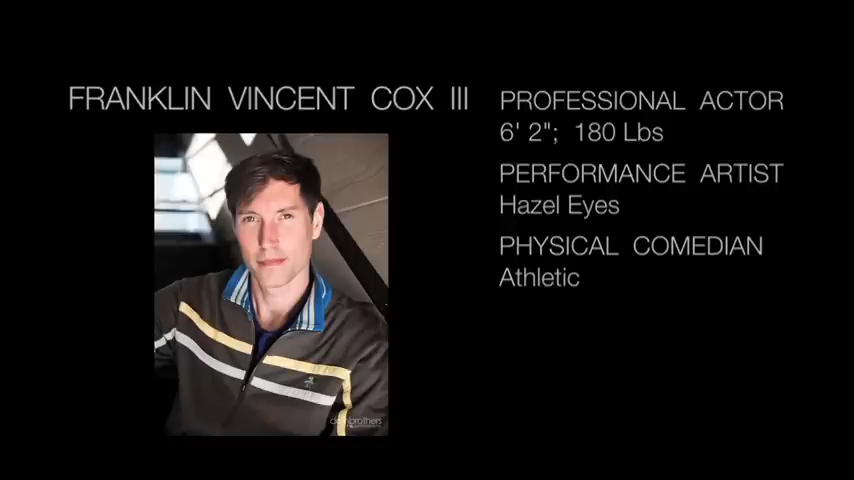 FRANKLIN VINCENT COX III
PROFESSIONAL ACTOR
6' 2"; 180 Lbs
PERFORMANCE ARTIST
Hazel Eyes
PHYSICAL COMEDIAN
Athletic